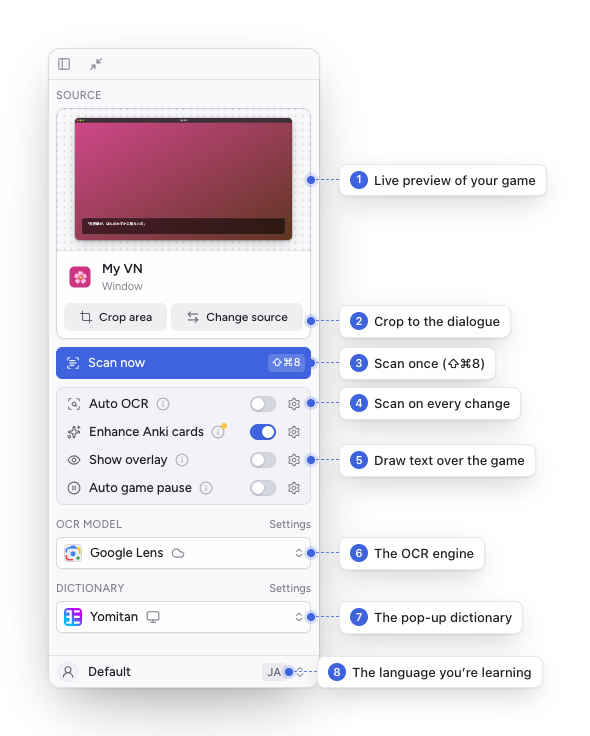 SOURCE
1 Live preview of your game
My VN
Window
Crop area
Change source
2 Crop to the dialogue
Scan now
⇧⌘8
3 Scan once (⇧⌘8)
Auto OCR
4 Scan on every change
Enhance Anki cards
Show overlay
5 Draw text over the game
Auto game pause
OCR MODEL
Settings
Google Lens
6 The OCR engine
DICTIONARY
Settings
Yomitan
7 The pop-up dictionary
Default
JA
8 The language you’re learning